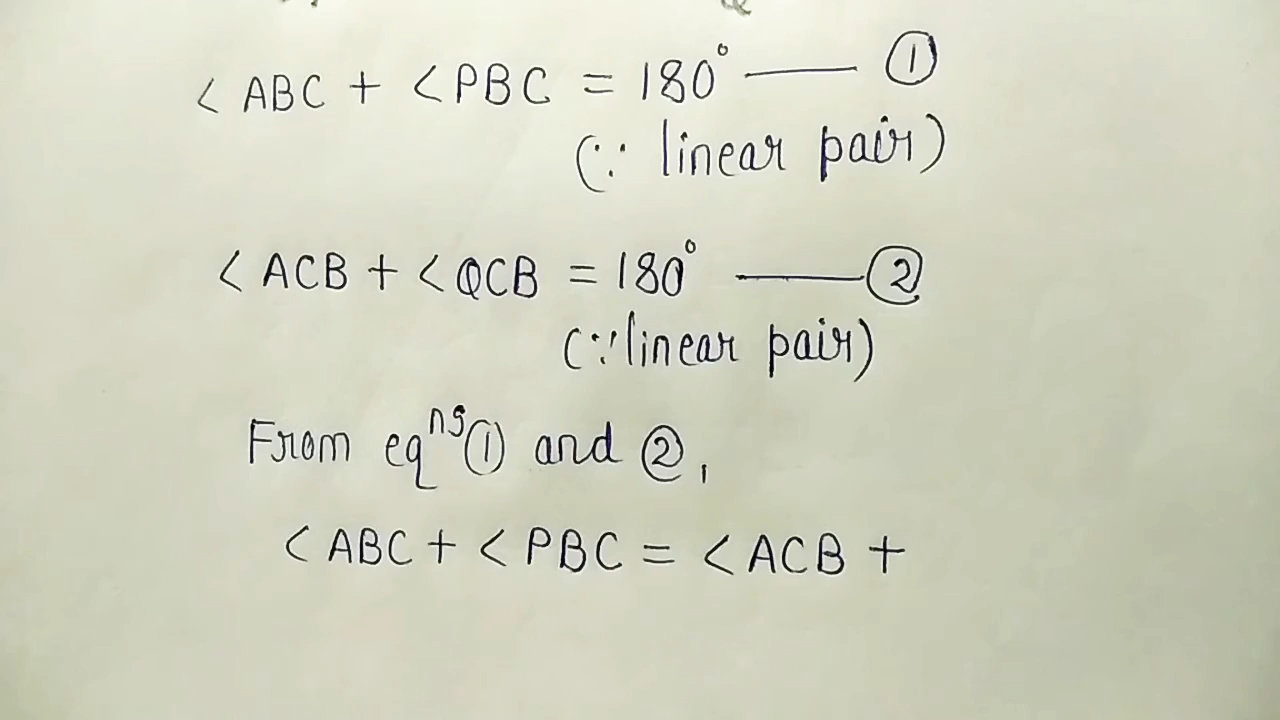 < ABC + < PBC = 180° —— ①
(∵ linear pair)
< ACB + < QCB = 180° —— ②
(∵ linear pair)
From eqⁿˢ ① and ②,
< ABC + < PBC = < ACB +